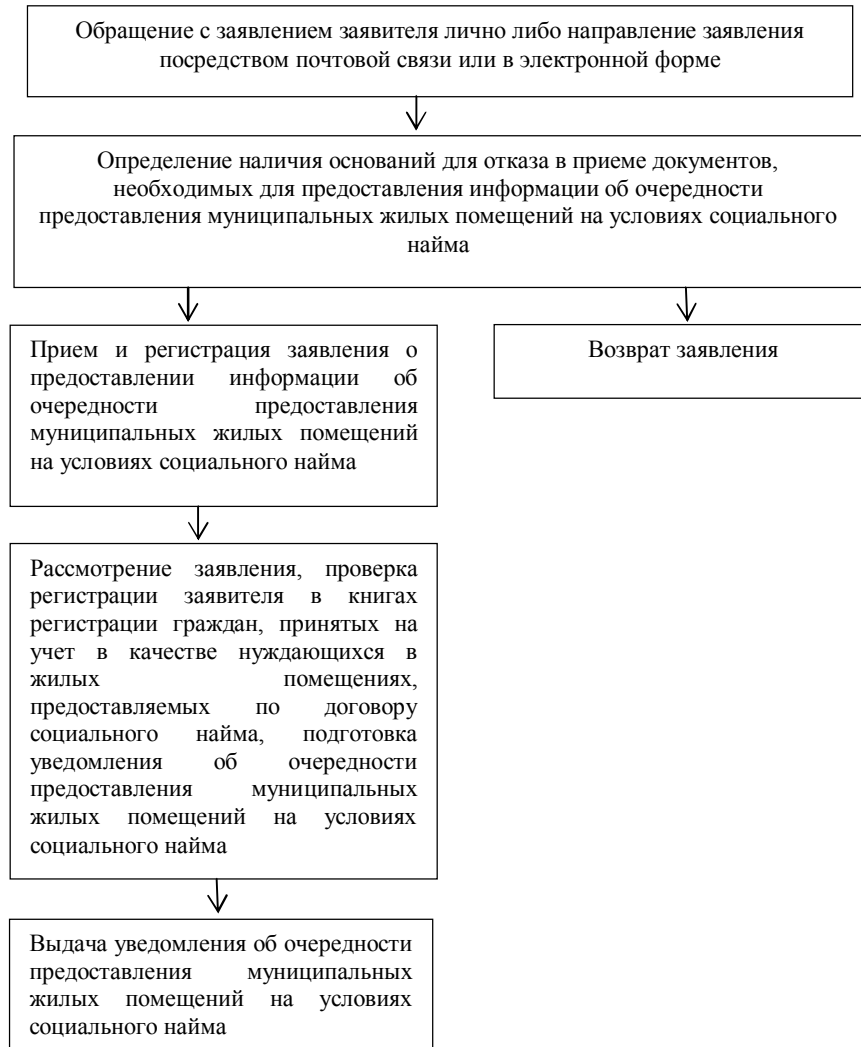 Обращение с заявлением заявителя лично либо направление заявления
посредством почтовой связи или в электронной форме
Определение наличия оснований для отказа в приеме документов,
необходимых для предоставления информации об очередности
предоставления муниципальных жилых помещений на условиях социального
найма
Прием и регистрация заявления о
предоставлении информации об
очередности предоставления
муниципальных жилых помещений
на условиях социального найма
Возврат заявления
Рассмотрение заявления, проверка
регистрации заявителя в книгах
регистрации граждан, принятых на
учет в качестве нуждающихся в
жилых помещениях,
предоставляемых по договору
социального найма, подготовка
уведомления об очередности
предоставления муниципальных
жилых помещений на условиях
социального найма
Выдача уведомления об очередности
предоставления муниципальных
жилых помещений на условиях
социального найма